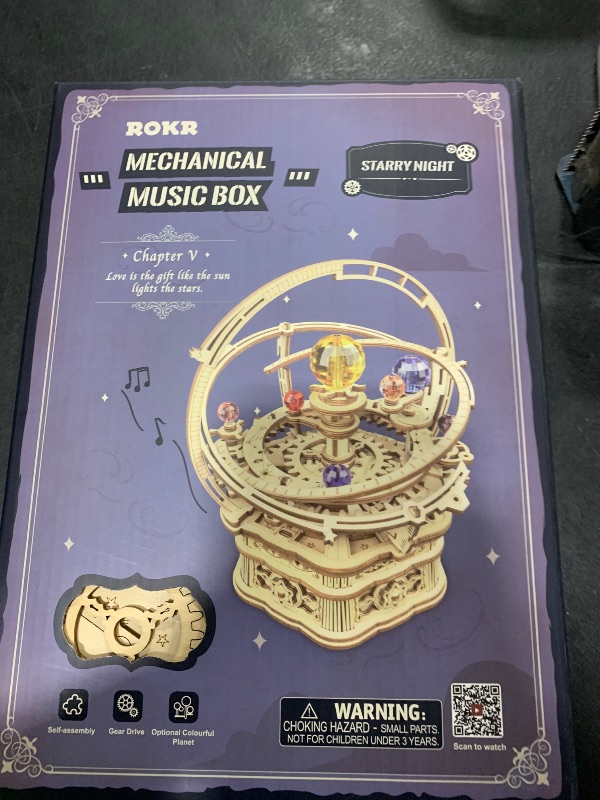 ROKR
MECHANICAL
MUSIC BOX
STARRY NIGHT
Chapter V
Love is the gift like the sun
lights the stars.
Self-assembly
Gear Drive
Optional Colourful
Planet
WARNING:
CHOKING HAZARD - SMALL PARTS.
NOT FOR CHILDREN UNDER 3 YEARS.
Scan to watch